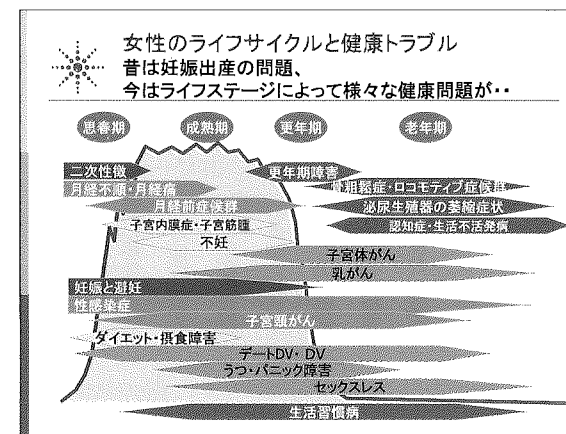 女性のライフサイクルと健康トラブル
昔は妊娠出産の問題、
今はライフステージによって様々な健康問題が・・
思春期
成熟期
更年期
老年期
二次性徴
更年期障害
月経不順・月経痛
骨粗鬆症・ロコモティブ症候群
月経前症候群
泌尿生殖器の萎縮症状
子宮内膜症・子宮筋腫
認知症・生活不活発病
不妊
子宮体がん
乳がん
妊娠と避妊
性感染症
子宮頸がん
ダイエット・摂食障害
デートDV・DV
うつ・パニック障害
セックスレス
生活習慣病